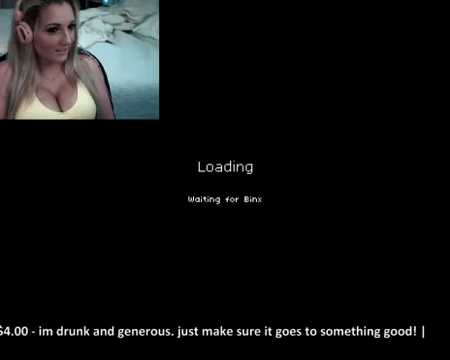 Loading
Waiting for Binx
$4.00 - im drunk and generous. just make sure it goes to something good! |